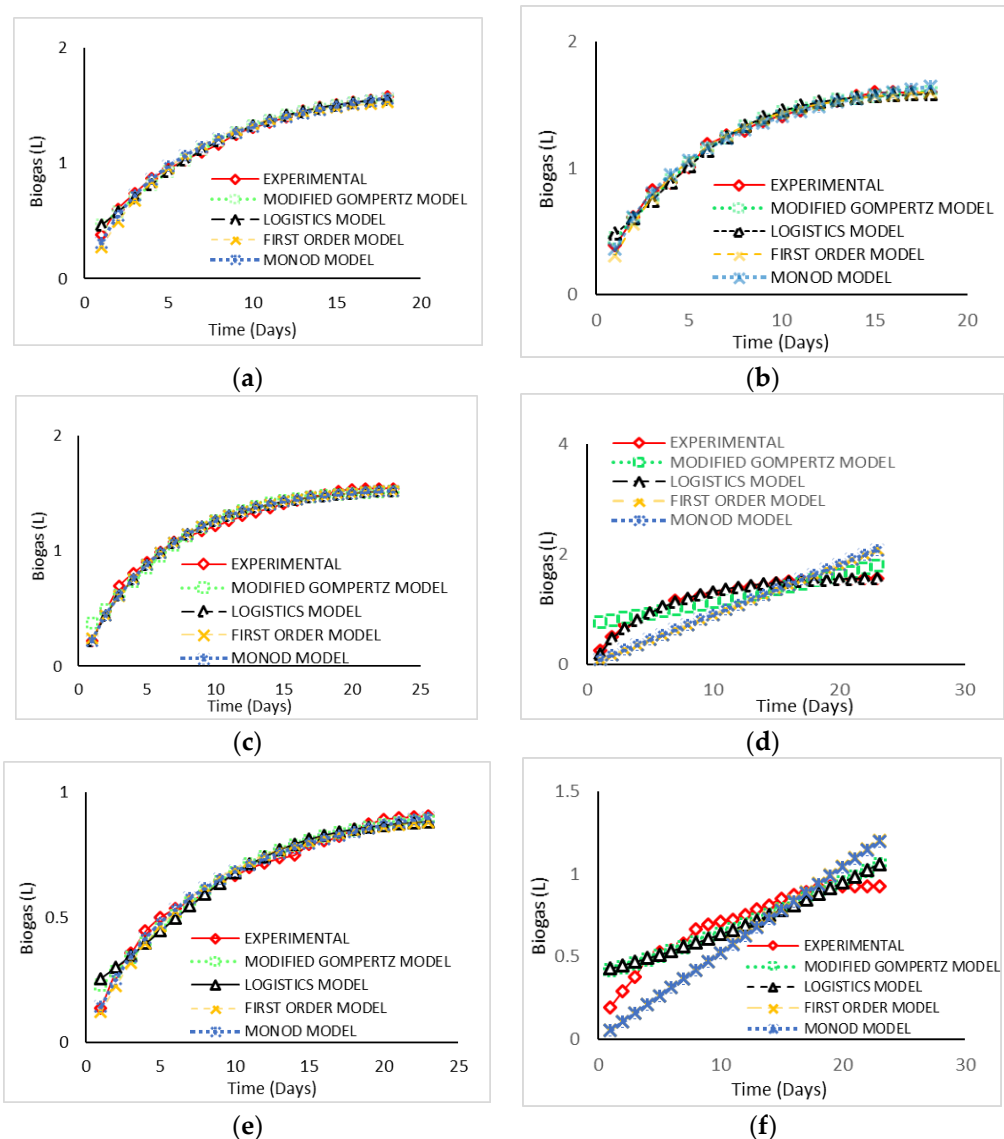 2
1
0
0
5
10
15
20
Biogas (L)
Time (Days)
EXPERIMENTAL
MODIFIED GOMPERTZ MODEL
LOGISTICS MODEL
FIRST ORDER MODEL
MONOD MODEL
(a)
2
1
0
0
5
10
15
20
Biogas (L)
Time (Days)
EXPERIMENTAL
MODIFIED GOMPERTZ MODEL
LOGISTICS MODEL
FIRST ORDER MODEL
MONOD MODEL
(b)
2
1
0
0
5
10
15
20
25
Biogas (L)
Time (Days)
EXPERIMENTAL
MODIFIED GOMPERTZ MODEL
LOGISTICS MODEL
FIRST ORDER MODEL
MONOD MODEL
(c)
4
2
0
0
10
20
30
Biogas (L)
Time (Days)
EXPERIMENTAL
MODIFIED GOMPERTZ MODEL
LOGISTICS MODEL
FIRST ORDER MODEL
MONOD MODEL
(d)
1
0.5
0
0
5
10
15
20
25
Biogas (L)
Time (Days)
EXPERIMENTAL
MODIFIED GOMPERTZ MODEL
LOGISTICS MODEL
FIRST ORDER MODEL
MONOD MODEL
(e)
1.5
1
0.5
0
0
10
20
30
Biogas (L)
Time (Days)
EXPERIMENTAL
MODIFIED GOMPERTZ MODEL
LOGISTICS MODEL
FIRST ORDER MODEL
MONOD MODEL
(f)